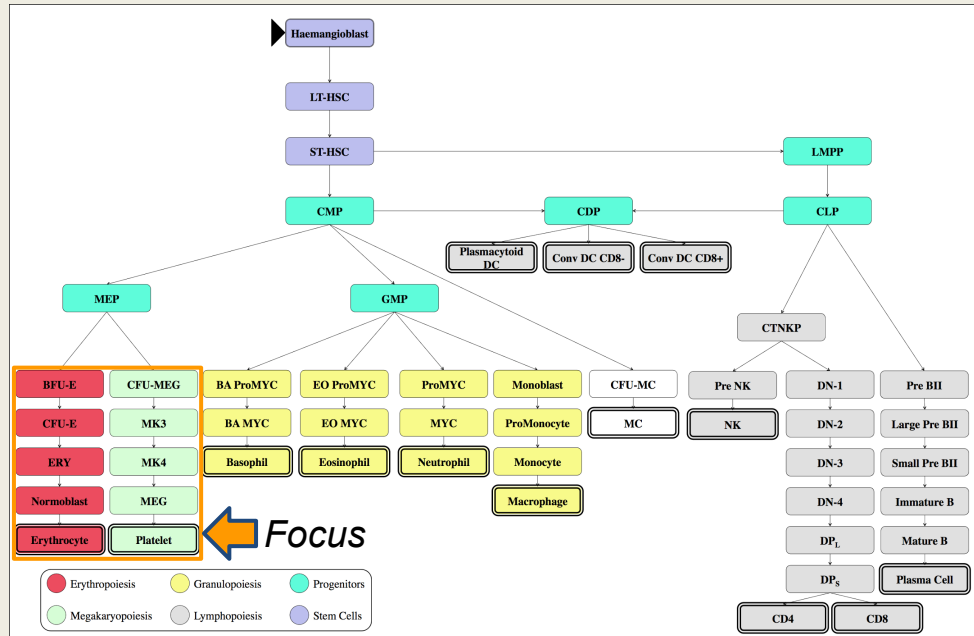 Haemangioblast
LT-HSC
ST-HSC
LMPP
CMP
CDP
CLP
Plasmacytoid
DC
Conv DC CD8-
Conv DC CD8+
MEP
GMP
CTNKP
BFU-E
CFU-MEG
BA ProMYC
EO ProMYC
ProMYC
Monoblast
CFU-MC
Pre NK
DN-1
Pre BII
CFU-E
MK3
BA MYC
EO MYC
MYC
ProMonocyte
MC
NK
DN-2
Large Pre BII
ERY
MK4
Basophil
Eosinophil
Neutrophil
Monocyte
DN-3
Small Pre BII
Normoblast
MEG
Macrophage
DN-4
Immature B
Erythrocyte
Platelet
Focus
DPL
Mature B
DPS
Plasma Cell
CD4
CD8
Erythropoiesis
Granulopoiesis
Progenitors
Megakaryopoiesis
Lymphopoiesis
Stem Cells